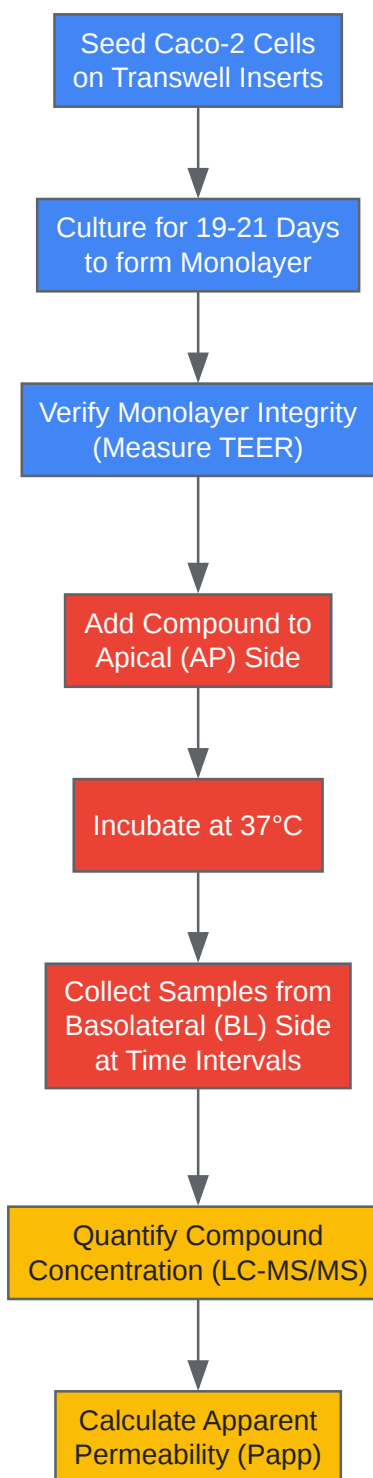 Seed Caco-2 Cells
on Transwell Inserts
Culture for 19-21 Days
to form Monolayer
Verify Monolayer Integrity
(Measure TEER)
Add Compound to
Apical (AP) Side
Incubate at 37°C
Collect Samples from
Basolateral (BL) Side
at Time Intervals
Quantify Compound
Concentration (LC-MS/MS)
Calculate Apparent
Permeability (Papp)